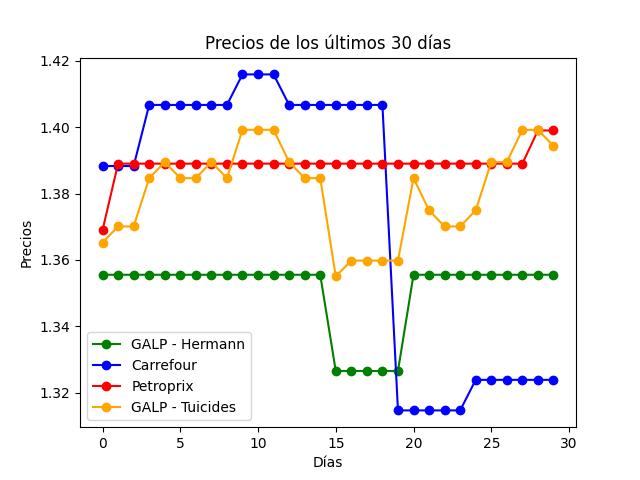 Precios de los últimos 30 días
1.42
1.40
1.38
1.36
1.34
1.32
Precios
GALP - Hermann
Carrefour
Petroprix
GALP - Tuicides
0 5 10 15 20 25 30
Días